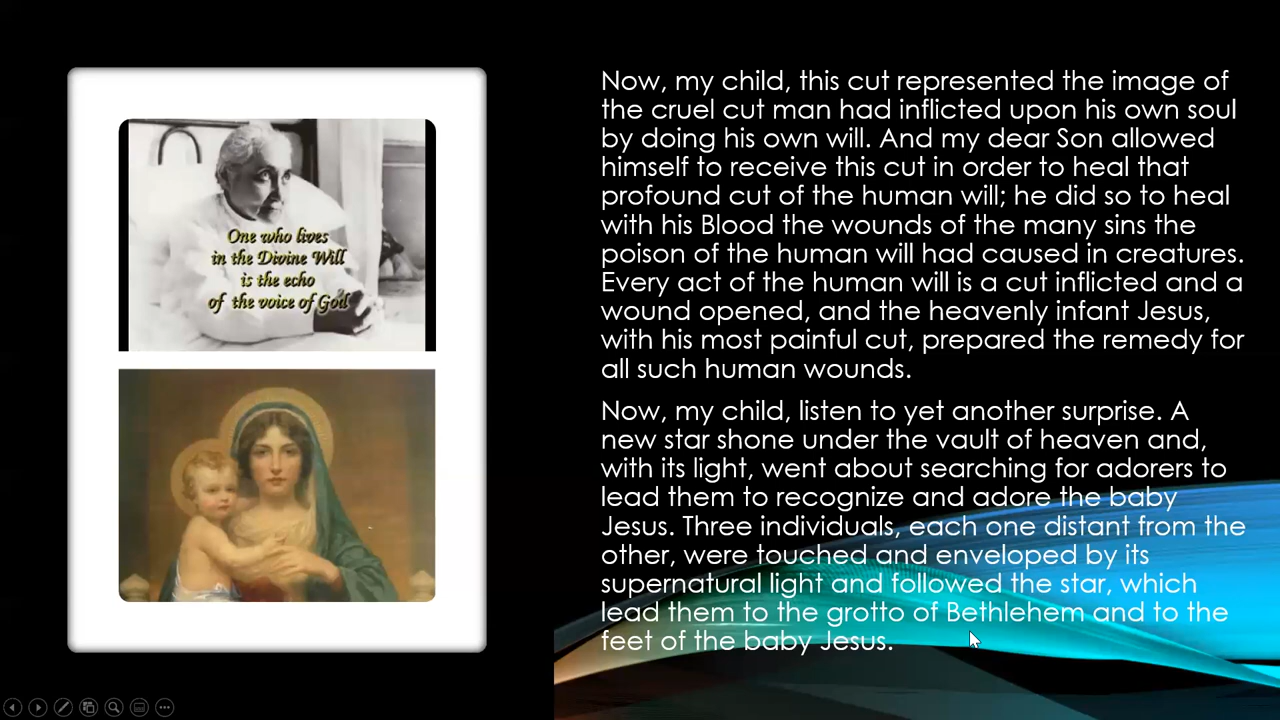 One who lives
in the Divine Will
is the echo
of the voice of God
Now, my child, this cut represented the image of
the cruel cut man had inflicted upon his own soul
by doing his own will. And my dear Son allowed
himself to receive this cut in order to heal that
profound cut of the human will; he did so to heal
with his Blood the wounds of the many sins the
poison of the human will had caused in creatures.
Every act of the human will is a cut inflicted and a
wound opened, and the heavenly infant Jesus,
with his most painful cut, prepared the remedy for
all such human wounds.
Now, my child, listen to yet another surprise. A
new star shone under the vault of heaven and,
with its light, went about searching for adorers to
lead them to recognize and adore the baby
Jesus. Three individuals, each one distant from the
other, were touched and enveloped by its
supernatural light and followed the star, which
lead them to the grotto of Bethlehem and to the
feet of the baby Jesus.